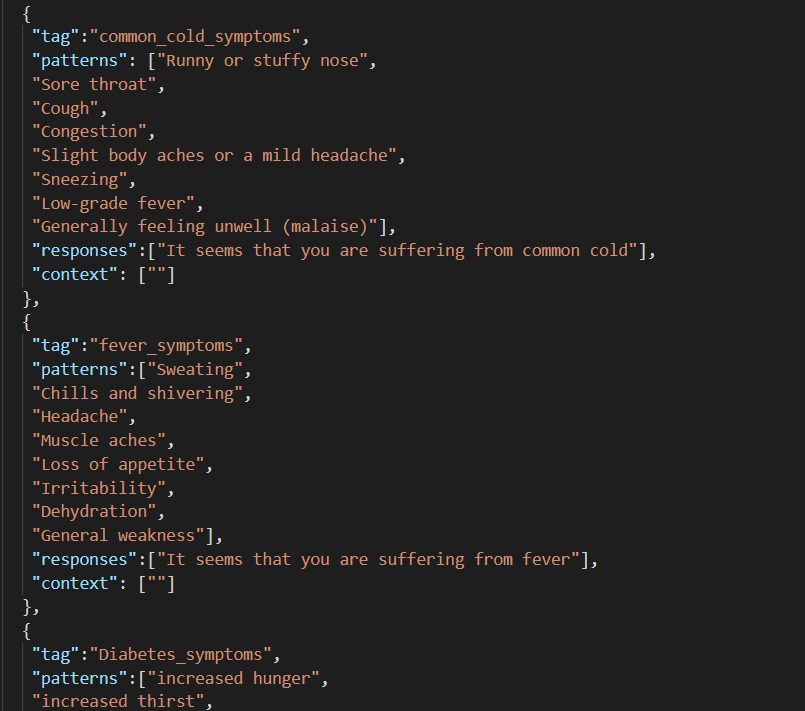 {
"tag":"common_cold_symptoms",
"patterns": ["Runny or stuffy nose",
"Sore throat",
"Cough",
"Congestion",
"Slight body aches or a mild headache",
"Sneezing",
"Low-grade fever",
"Generally feeling unwell (malaise)"],
"responses":["It seems that you are suffering from common cold"],
"context": [""]
},
{
"tag":"fever_symptoms",
"patterns":["Sweating",
"Chills and shivering",
"Headache",
"Muscle aches",
"Loss of appetite",
"Irritability",
"Dehydration",
"General weakness"],
"responses":["It seems that you are suffering from fever"],
"context": [""]
},
{
"tag":"Diabetes_symptoms",
"patterns":["increased hunger",
"increased thirst",